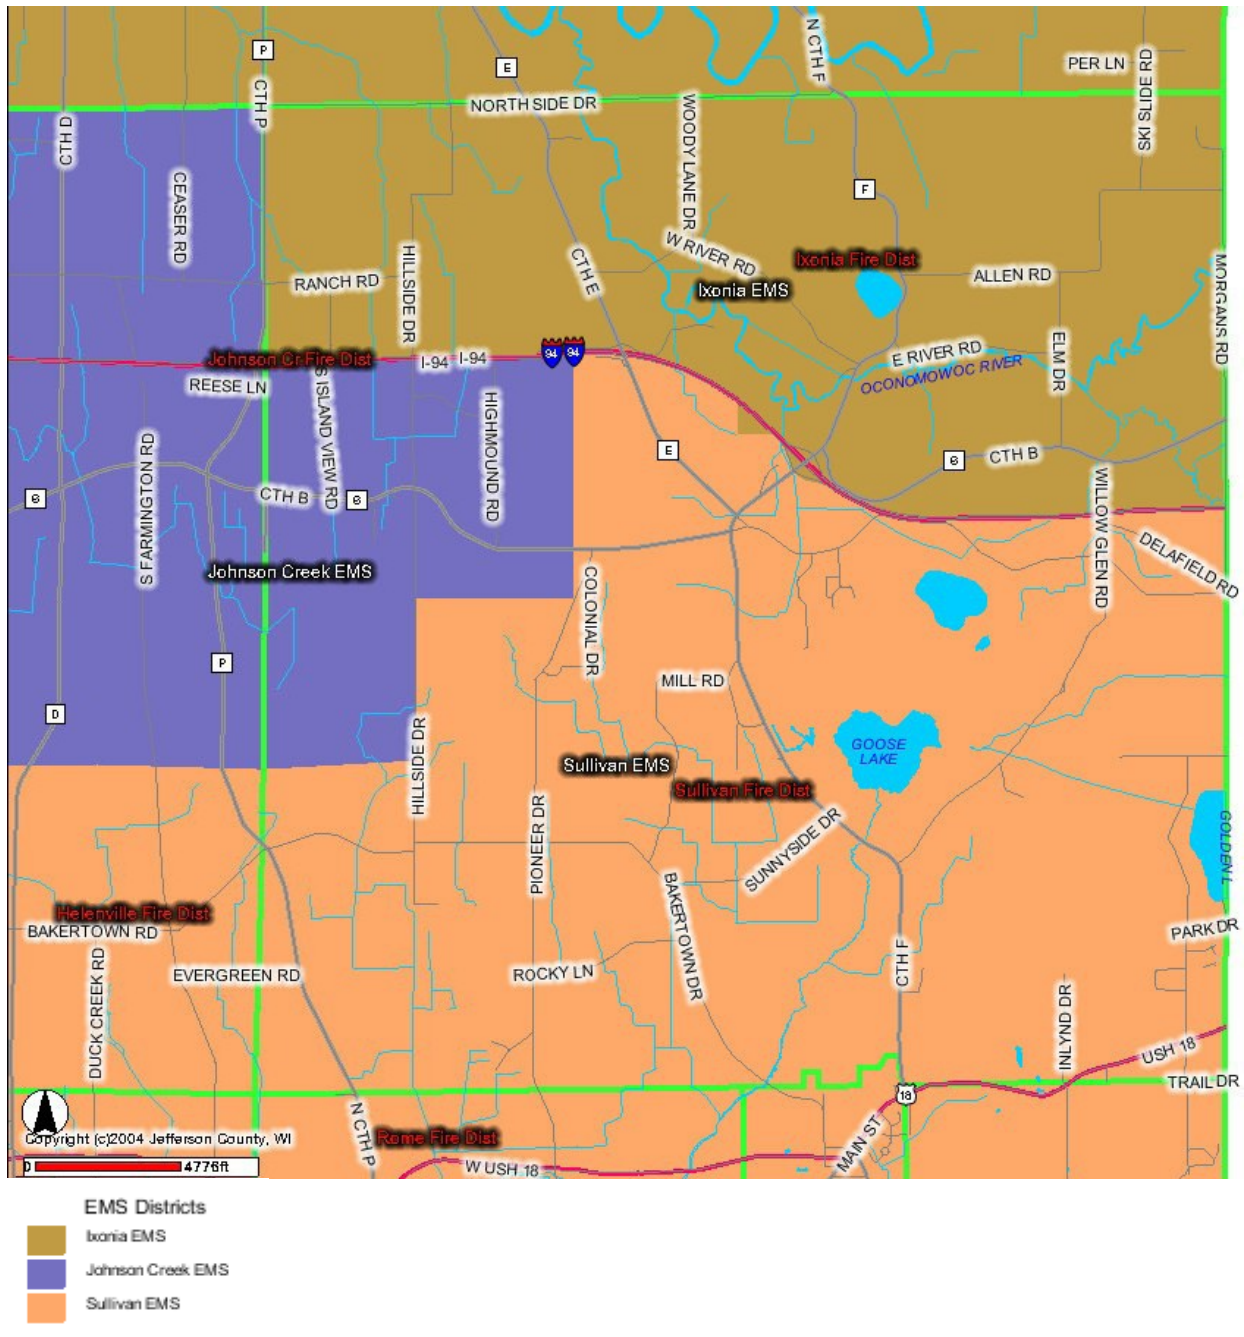 P
E
N CTH F
PER LN
SKI SLIDE RD
CTH D
CTH P
NORTH SIDE DR
WOODY LANE DR
CEASER RD
F
HILLSIDE DR
CTH E
W RIVER RD
Ixonia Fire Dist
RANCH RD
Ixonia EMS
ALLEN RD
MORGANS RD
Johnson Cr Fire Dist
I-94
I-94
94
94
E RIVER RD
OCONOMOWOC RIVER
ELM DR
REESE LN
S ISLAND VIEW RD
HIGHMOUND RD
S FARMINGTON RD
E
CTH B
CTH B
WILLOW GLEN RD
DELAFIELD RD
Johnson Creek EMS
COLONIAL DR
P
MILL RD
D
HILLSIDE DR
GOOSE
LAKE
Sullivan EMS
Sullivan Fire Dist
PIONEER DR
SUNNYSIDE DR
GOLDEN L
BAKERTOWN DR
Helenville Fire Dist
BAKERTOWN RD
PARK DR
EVERGREEN RD
ROCKY LN
CTH F
DUCK CREEK RD
INLYND DR
USH 18
TRAIL DR
18
N CTH P
Rome Fire Dist
MAIN ST
W USH 18
Copyright (c)2004 Jefferson County, WI
0 4776ft
EMS Districts
Ixonia EMS
Johnson Creek EMS
Sullivan EMS